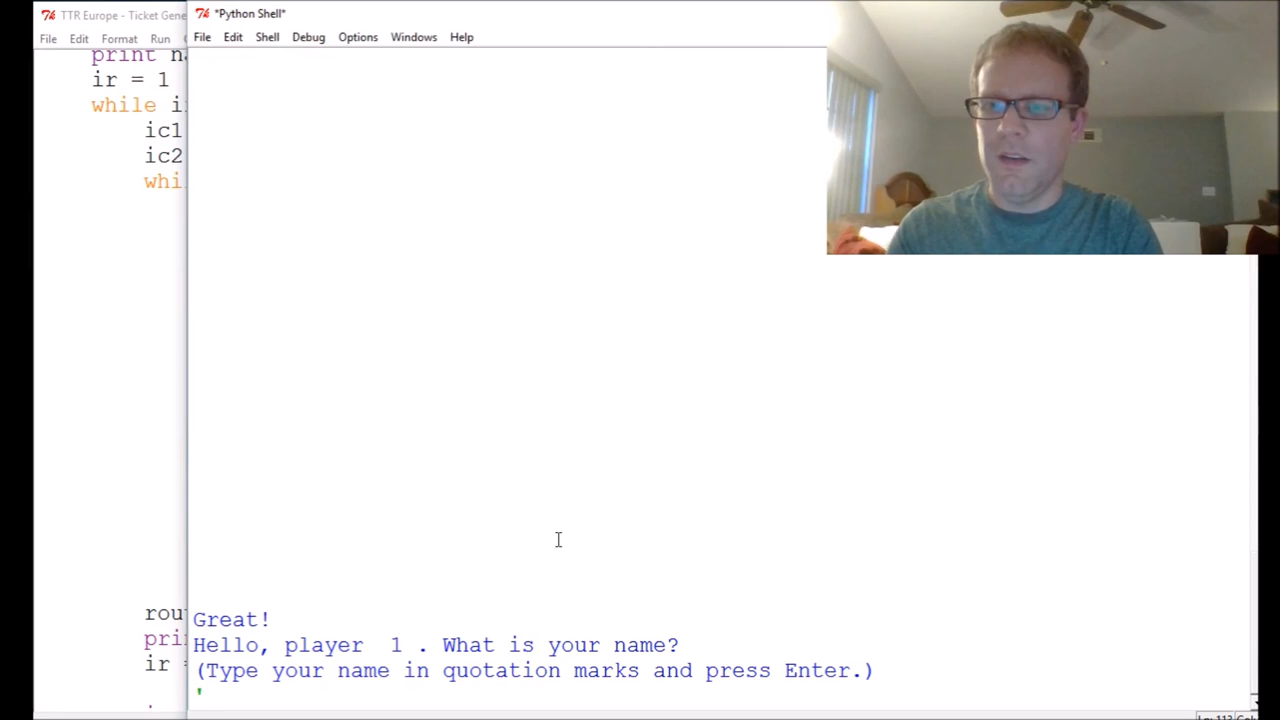 TTR Europe - Ticket Gene
File Edit Format Run
print na
ir = 1
while i
ic1
ic2
whi
rou
pri
ir =
*Python Shell*
File Edit Shell Debug Options Windows Help
Great!
Hello, player  1 . What is your name?
(Type your name in quotation marks and press Enter.)
'